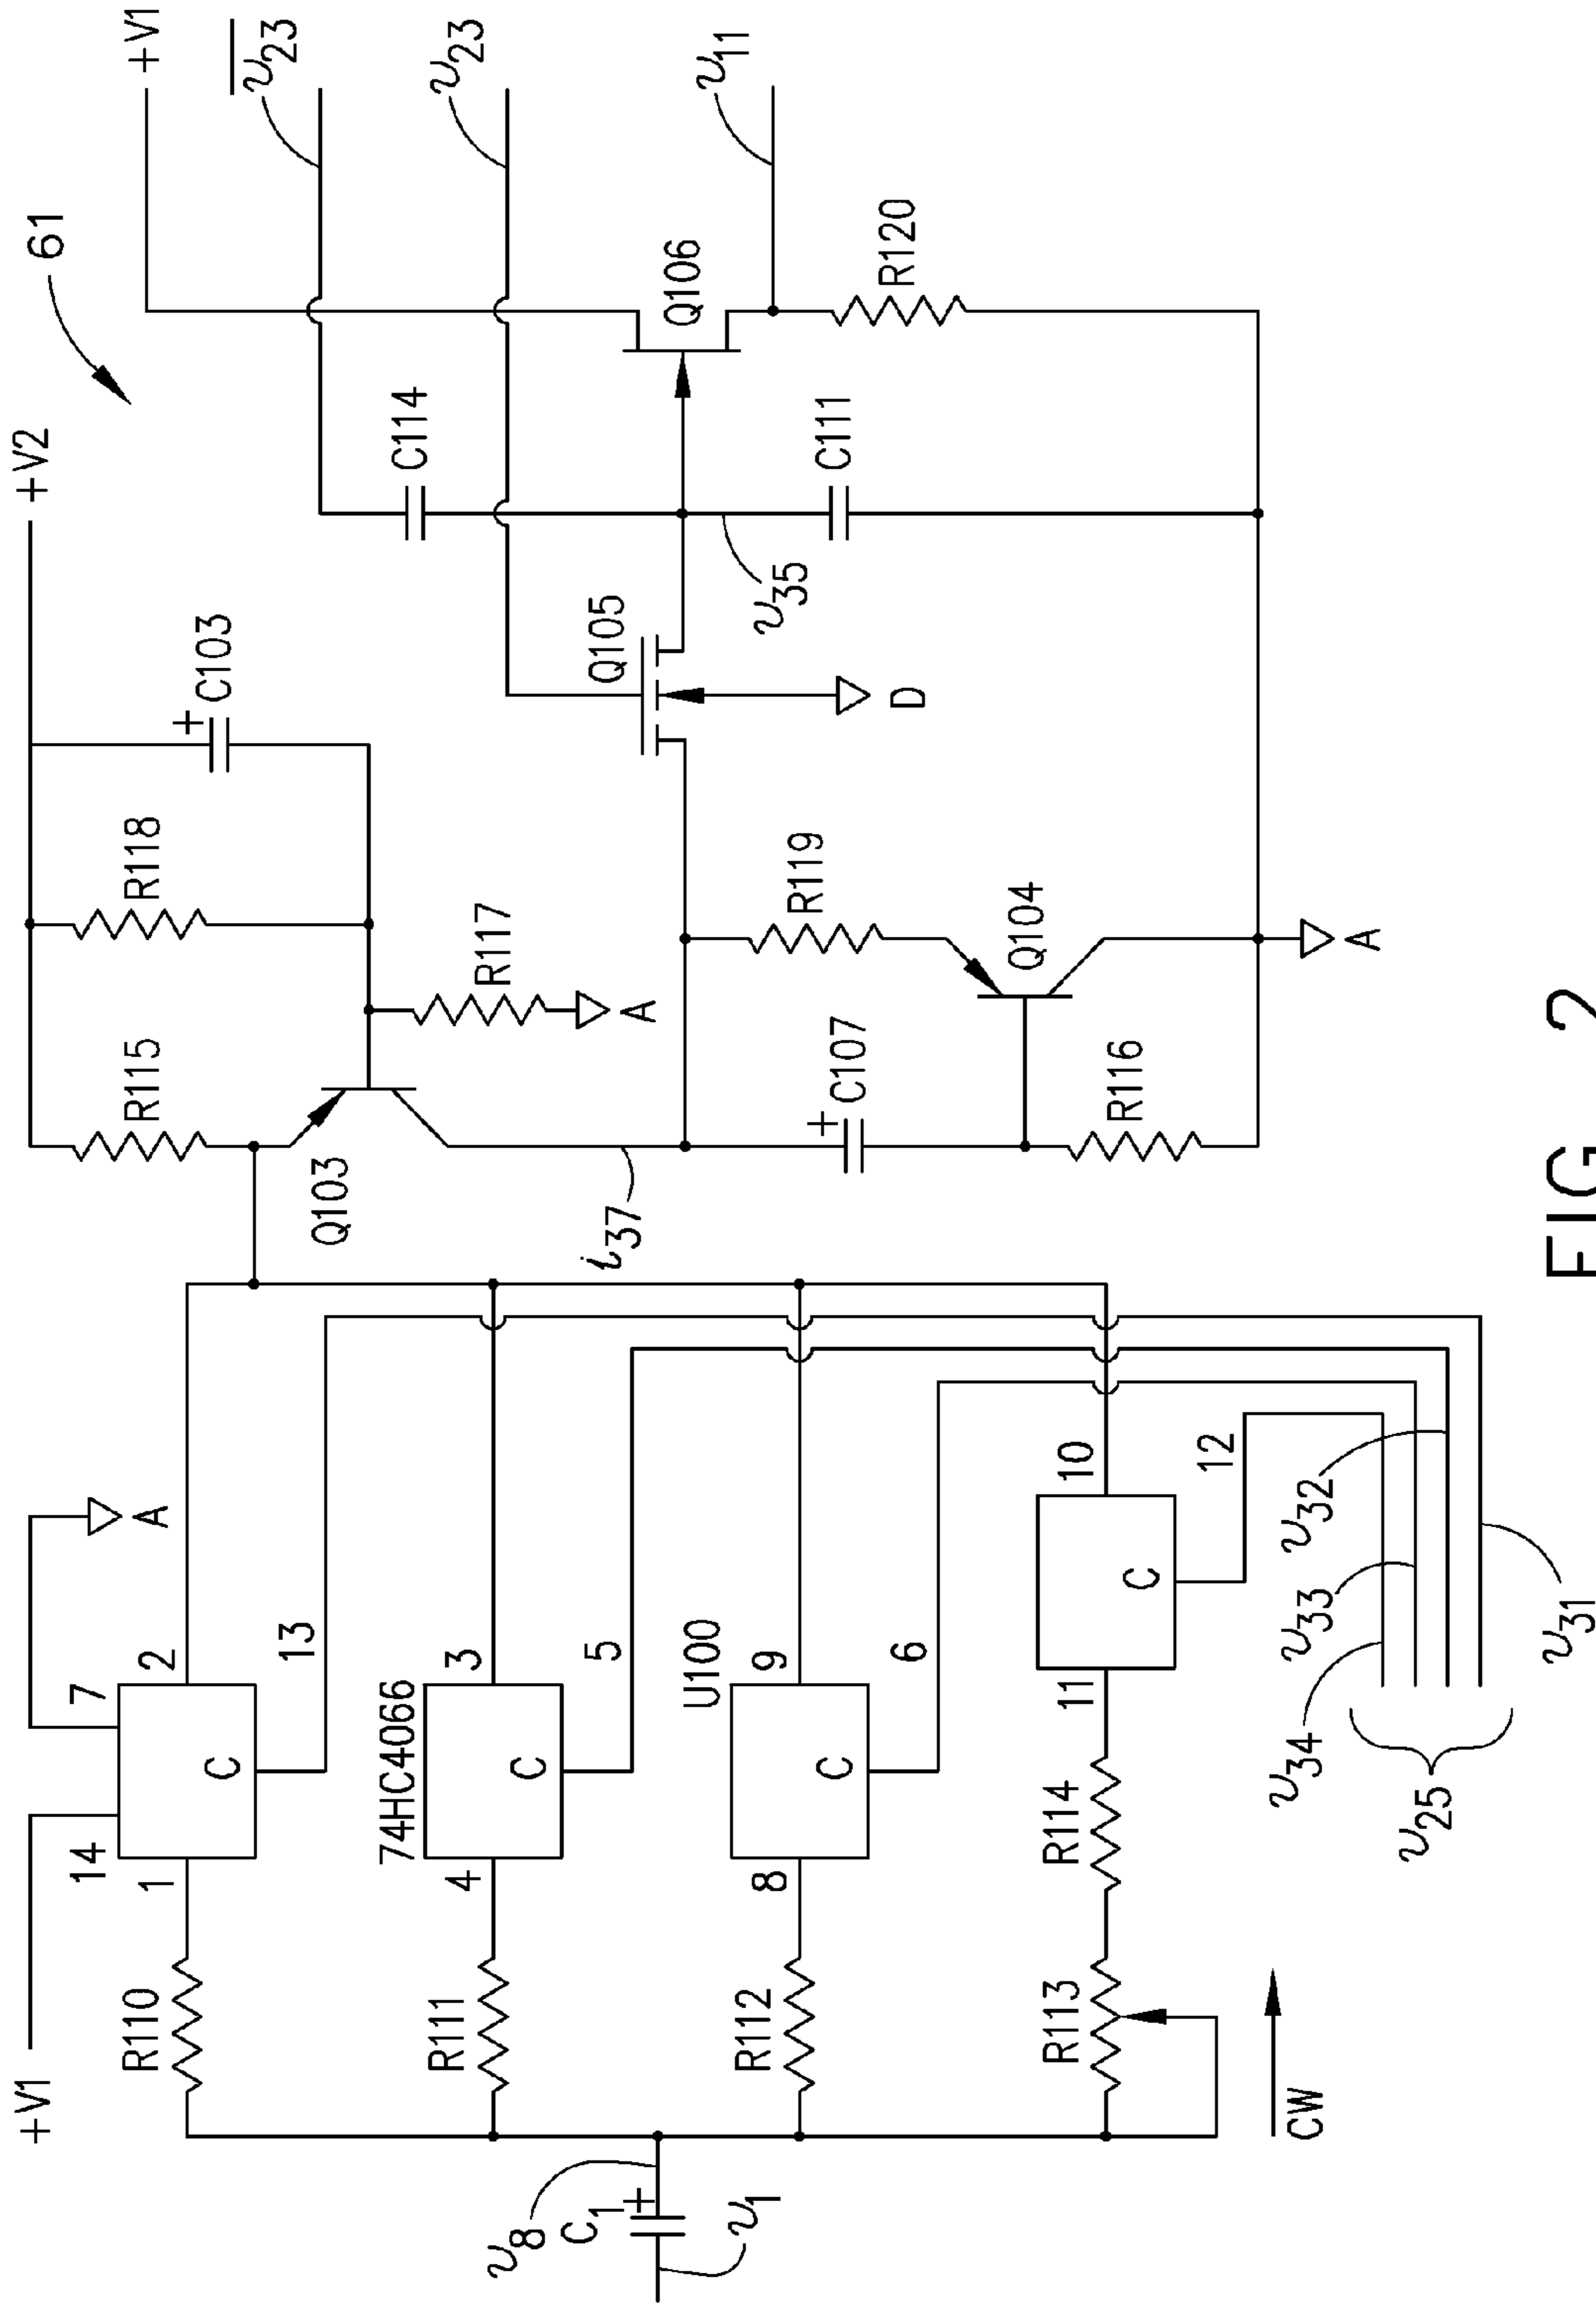 61
+V1
14
7
A
1
2
R110
13
74HC4066
4
3
R111
5
U100
8
9
R112
6
11
10
R113
R114
12
C
C
C
C
CW
v8
C1
+
v1
v34
v33
v32
v31
v25
+V2
R115
R118
+
C103
Q103
R117
A
i37
+
C107
R119
Q104
R116
A
Q105
D
v35
C114
C111
Q106
R120
+V1
v23
v23
v11
FIG. 2